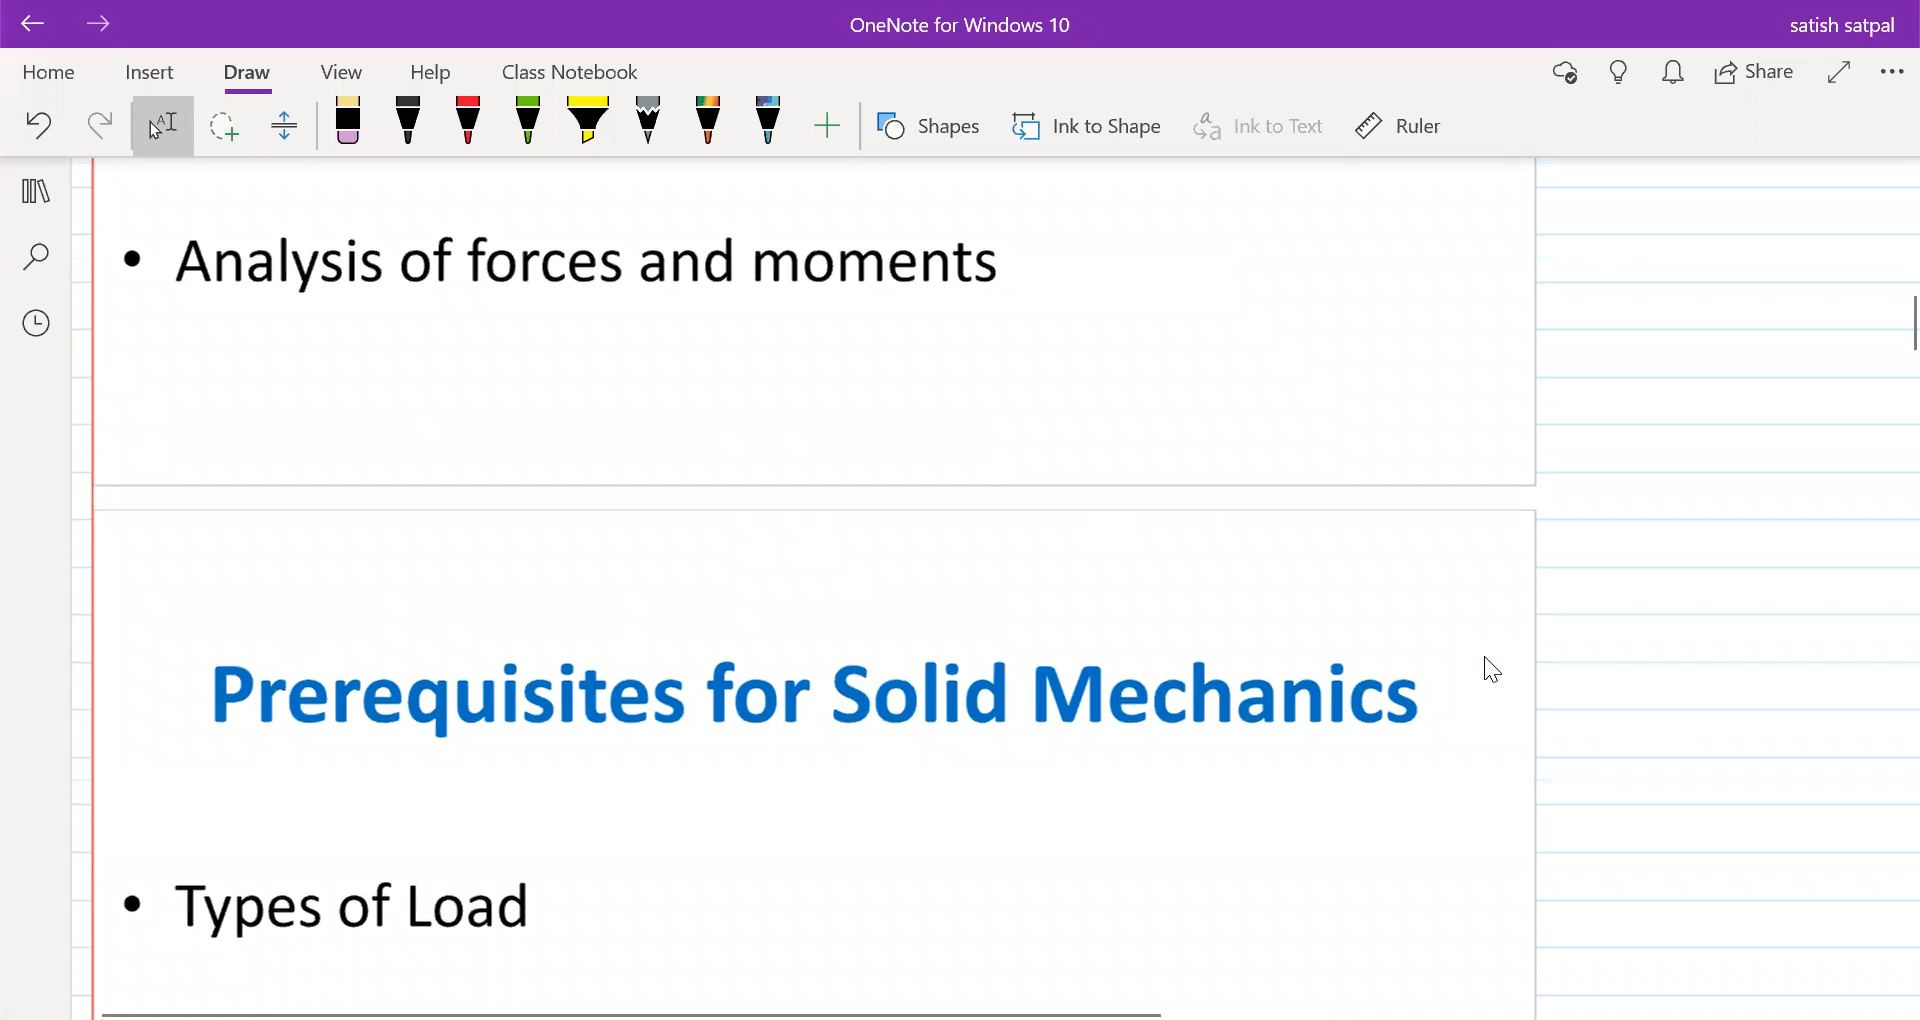 OneNote for Windows 10
satish satpal
Home Insert Draw View Help Class Notebook
Share
Shapes Ink to Shape Ink to Text Ruler
• Analysis of forces and moments
Prerequisites for Solid Mechanics
• Types of Load